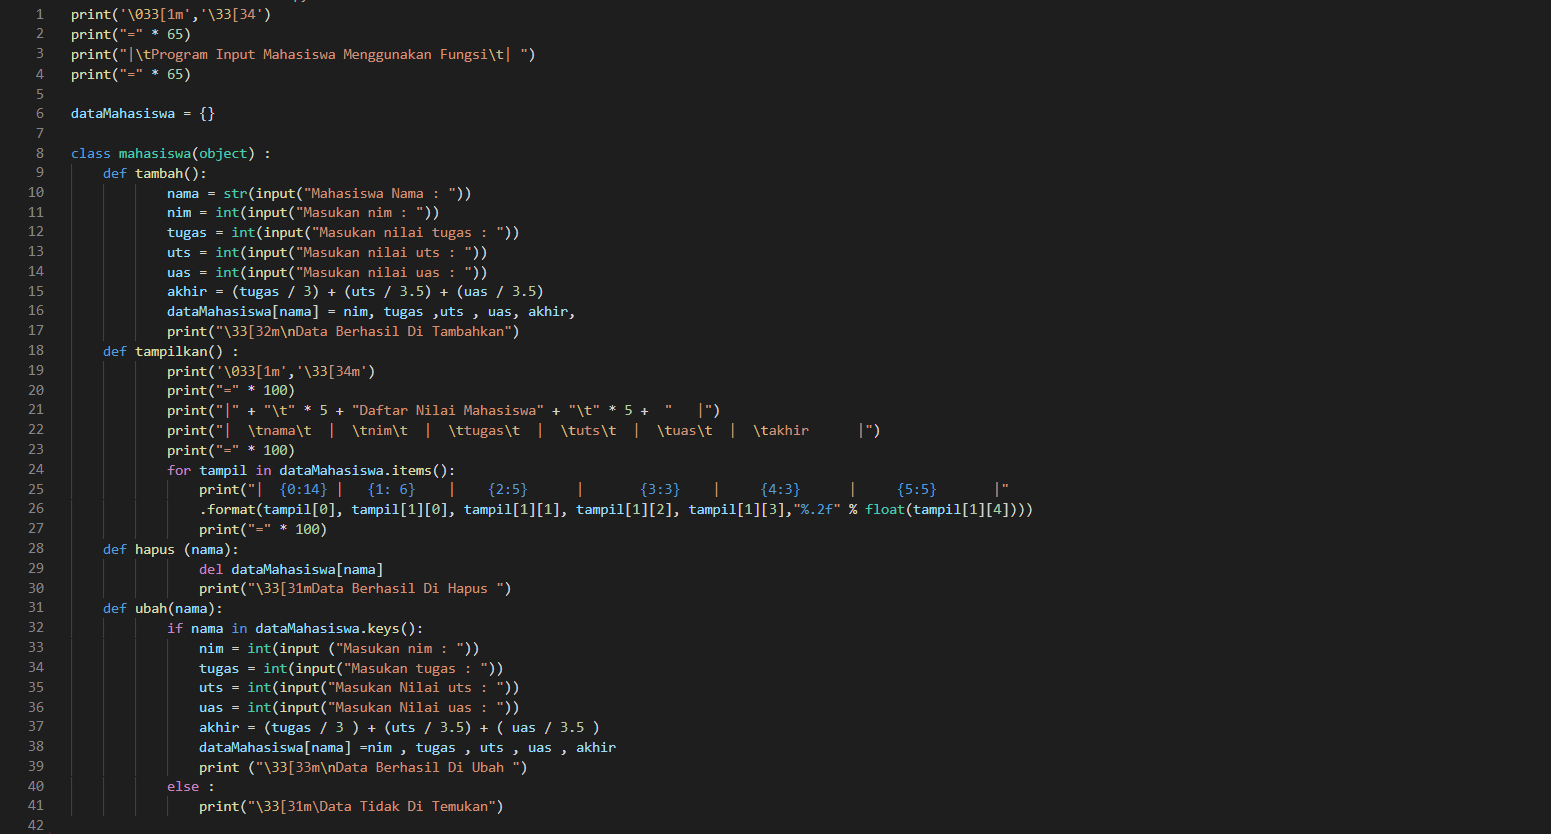 1 print('\033[1m','\33[34')
2 print("=" * 65)
3 print("|\tProgram Input Mahasiswa Menggunakan Fungsi\t| ")
4 print("=" * 65)
5
6 dataMahasiswa = {}
7
8 class mahasiswa(object) :
9 def tambah():
10 nama = str(input("Mahasiswa Nama : "))
11 nim = int(input("Masukan nim : "))
12 tugas = int(input("Masukan nilai tugas : "))
13 uts = int(input("Masukan nilai uts : "))
14 uas = int(input("Masukan nilai uas : "))
15 akhir = (tugas / 3) + (uts / 3.5) + (uas / 3.5)
16 dataMahasiswa[nama] = nim, tugas ,uts , uas, akhir,
17 print("\33[32m\nData Berhasil Di Tambahkan")
18 def tampilkan() :
19 print('\033[1m','\33[34m')
20 print("=" * 100)
21 print("|" + "\t" * 5 + "Daftar Nilai Mahasiswa" + "\t" * 5 +  "   |")
22 print("|  \tnama\t  |  \tnim\t  |  \ttugas\t  |  \tuts\t  |  \tuas\t  |  \takhir      |")
23 print("=" * 100)
24 for tampil in dataMahasiswa.items():
25 print("|  {0:14} |   {1: 6}    |    {2:5}      |       {3:3}    |     {4:3}      |     {5:5}       |"
26 .format(tampil[0], tampil[1][0], tampil[1][1], tampil[1][2], tampil[1][3],"%.2f" % float(tampil[1][4])))
27 print("=" * 100)
28 def hapus (nama):
29 del dataMahasiswa[nama]
30 print("\33[31mData Berhasil Di Hapus ")
31 def ubah(nama):
32 if nama in dataMahasiswa.keys():
33 nim = int(input ("Masukan nim : "))
34 tugas = int(input("Masukan tugas : "))
35 uts = int(input("Masukan Nilai uts : "))
36 uas = int(input("Masukan Nilai uas : "))
37 akhir = (tugas / 3 ) + (uts / 3.5) + ( uas / 3.5 )
38 dataMahasiswa[nama] =nim , tugas , uts , uas , akhir
39 print ("\33[33m\nData Berhasil Di Ubah ")
40 else :
41 print("\33[31m\Data Tidak Di Temukan")
42